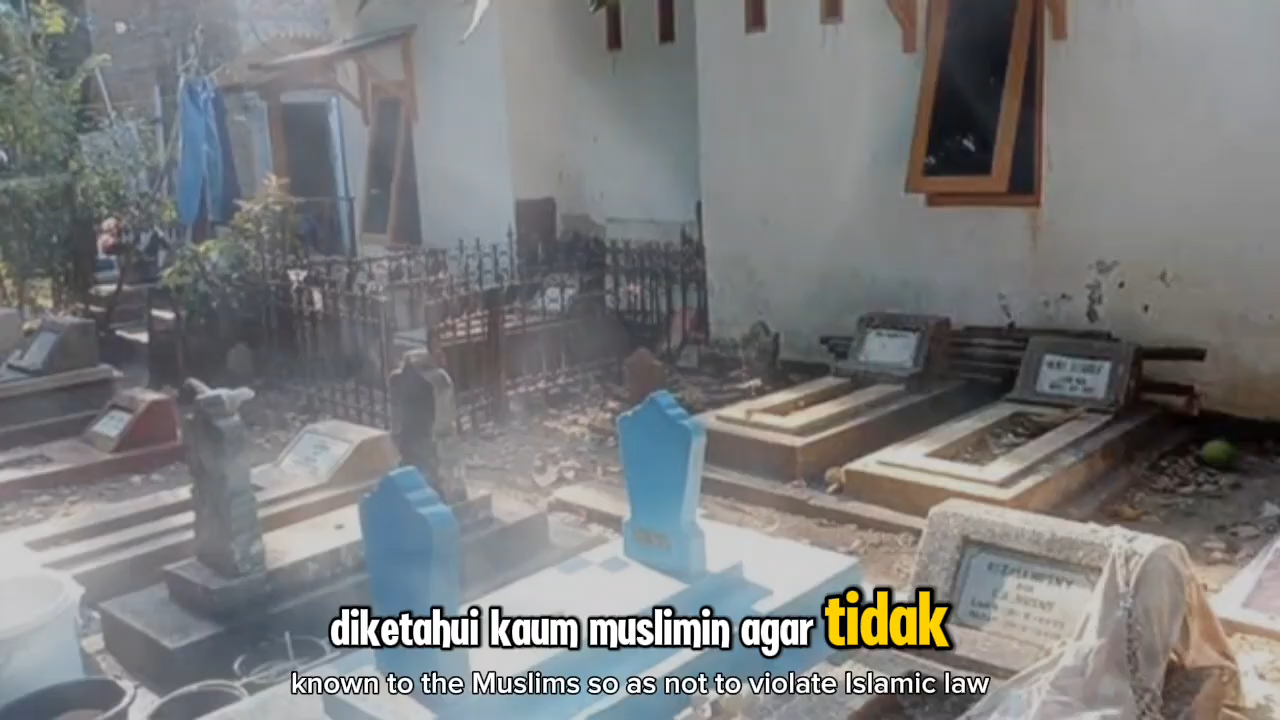 diketahui kaum muslimin agar tidak
known to the Muslims so as not to violate Islamic law